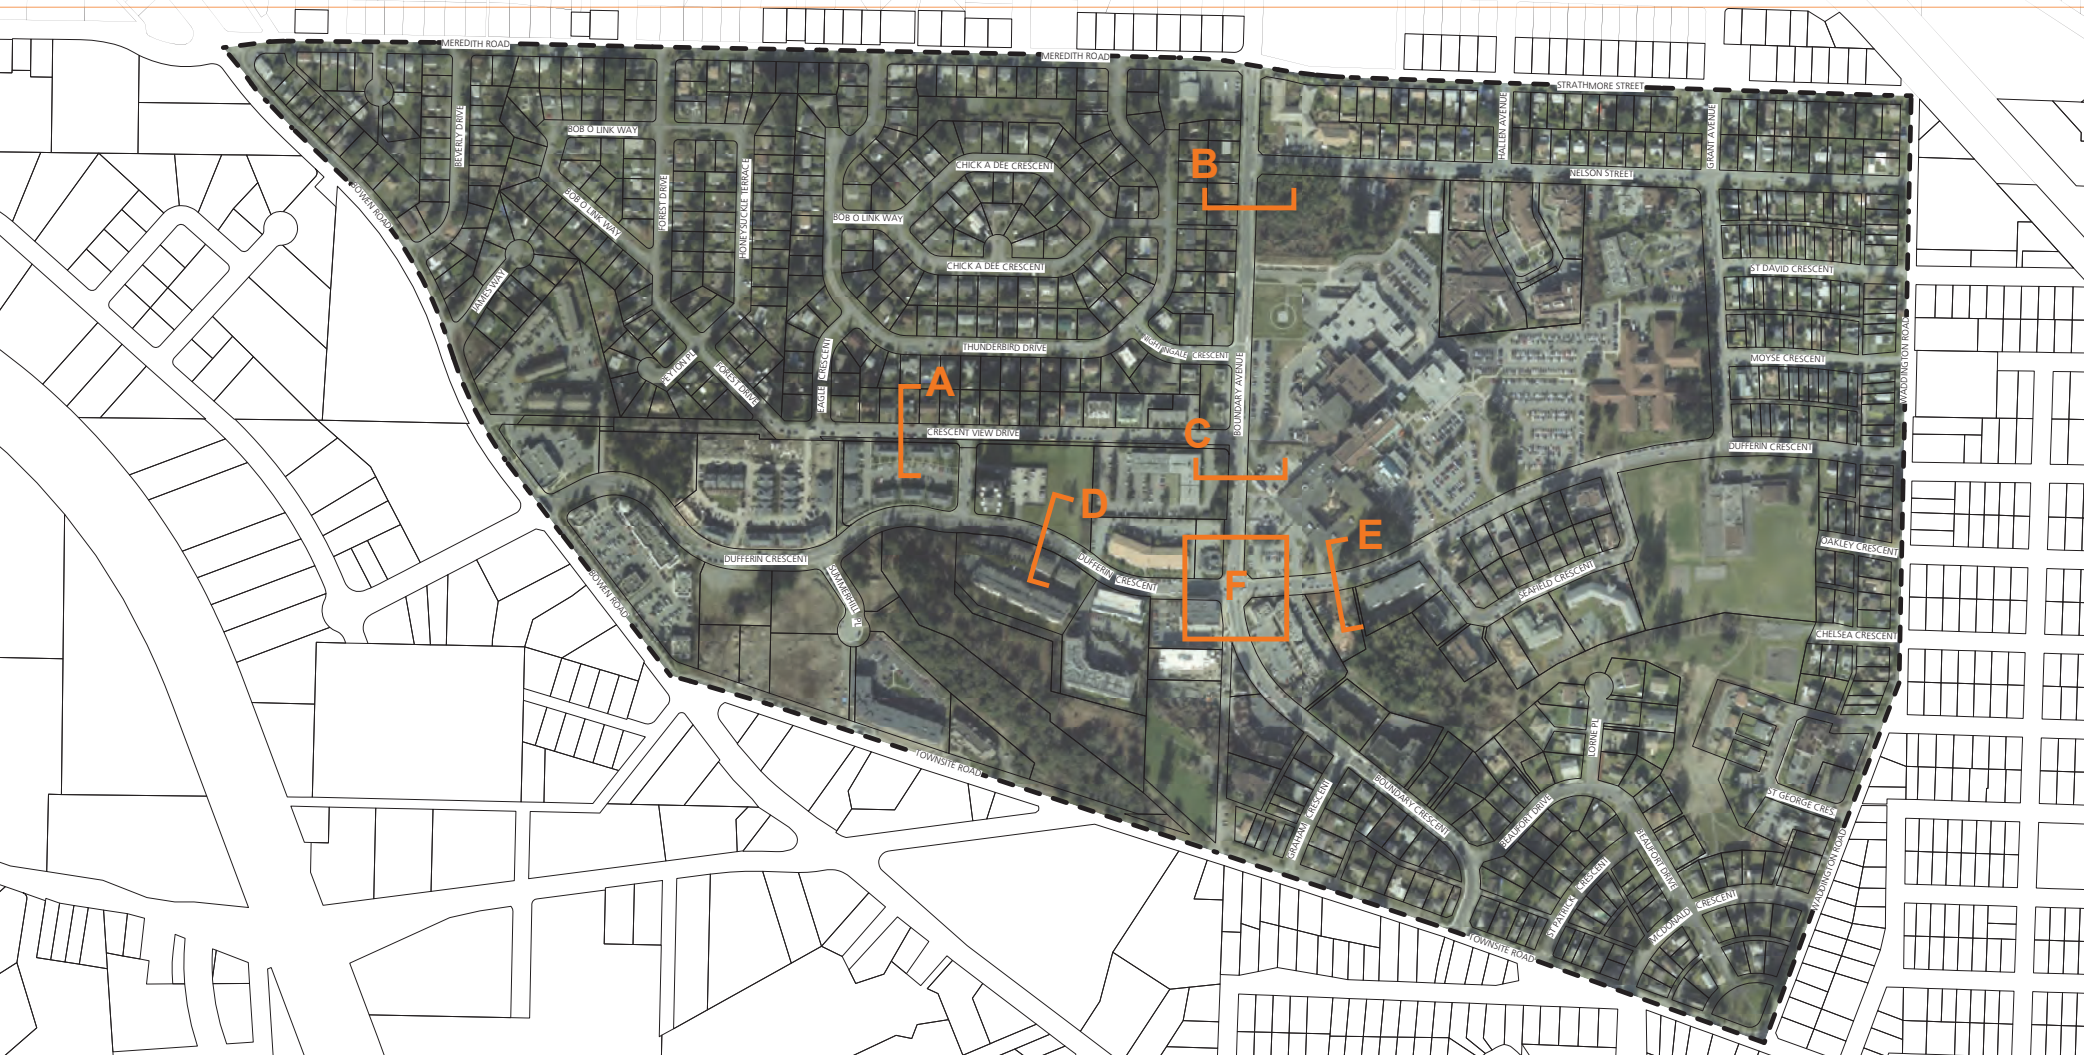 MEREDITH ROAD
MEREDITH ROAD
STRATHMORE STREET
BEVERLY DRIVE
BOB O LINK WAY
HALLEN AVENUE
GRANT AVENUE
CHICK A DEE CRESCENT
B
NELSON STREET
BOWEN ROAD
BOB O LINK WAY
FOREST DRIVE
HONEYSUCKLE TERRACE
BOB O LINK WAY
CHICK A DEE CRESCENT
ST DAVID CRESCENT
JAMES WAY
THUNDERBIRD DRIVE
NIGHTINGALE CRESCENT
MOYSE CRESCENT
WADDINGTON ROAD
PEYTON PL
FOREST DRIVE
EAGLE CRESCENT
A
BOUNDARY AVENUE
CRESCENT VIEW DRIVE
C
DUFFERIN CRESCENT
D
E
OAKLEY CRESCENT
DUFFERIN CRESCENT
DUFFERIN CRESCENT
F
SEAFIELD CRESCENT
BOWEN ROAD
SUMMERHILL PL
CHELSEA CRESCENT
LORNE PL
TOWNSITE ROAD
BOUNDARY CRESCENT
ST GEORGE CRES.
GRAHAM CRESCENT
BEAUFORT DRIVE
BEAUFORT DRIVE
WADDINGTON ROAD
ST PATRICK CRESCENT
MCDONALD CRESCENT
TOWNSITE ROAD